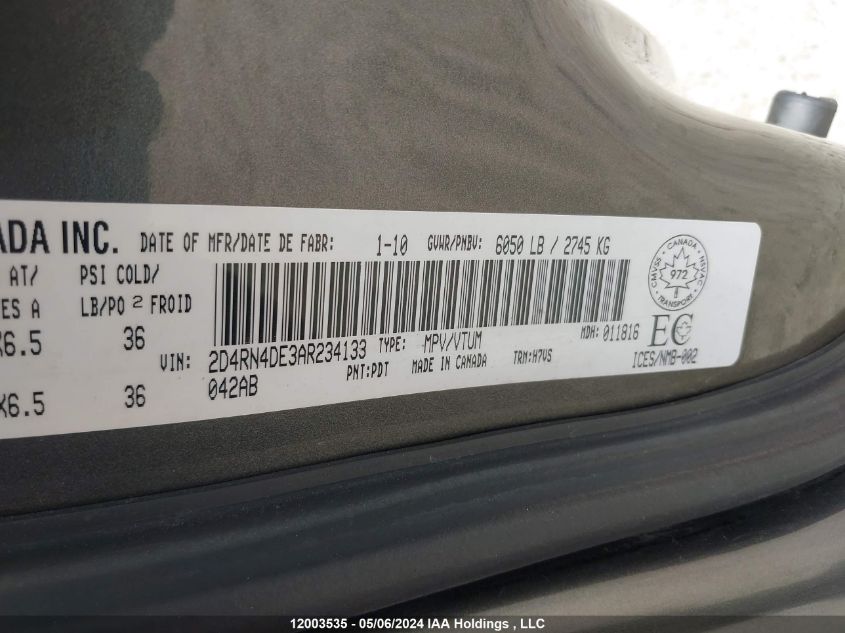 ADA INC. DATE OF MFR/DATE DE FABR: 1-10 GVWR/PNBV: 6050 LB / 2745 KG
AT/ PSI COLD/
ES A LB/PO 2 FROID
X6.5 36
VIN: 2D4RN4DE3AR234133 TYPE: MPV/VTUM MDH: 011816
X6.5 36 042AB PNT:PDT MADE IN CANADA TRM:H7VS
CANADA
CMVSS NSVAC
972
TRANSPORT
EC
ICES/NMB-002
12003535 - 05/06/2024 IAA Holdings , LLC